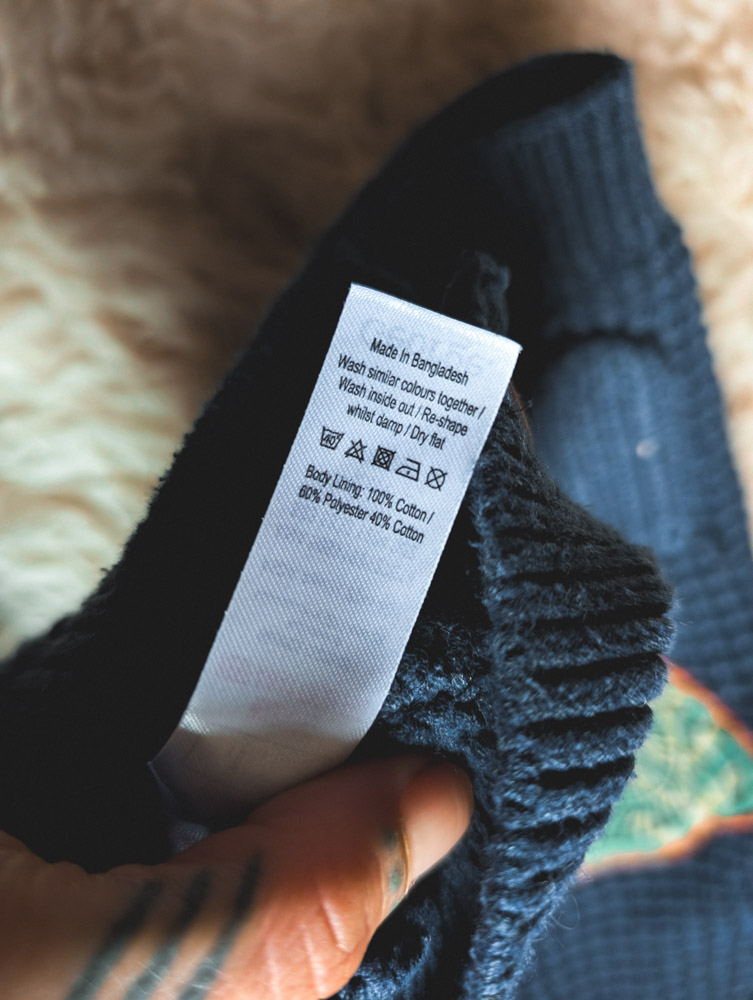 Made In Bangladesh
Wash similar colours together /
Wash inside out / Re-shape
whilst damp / Dry flat
40
Body Lining: 100% Cotton /
60% Polyester 40% Cotton